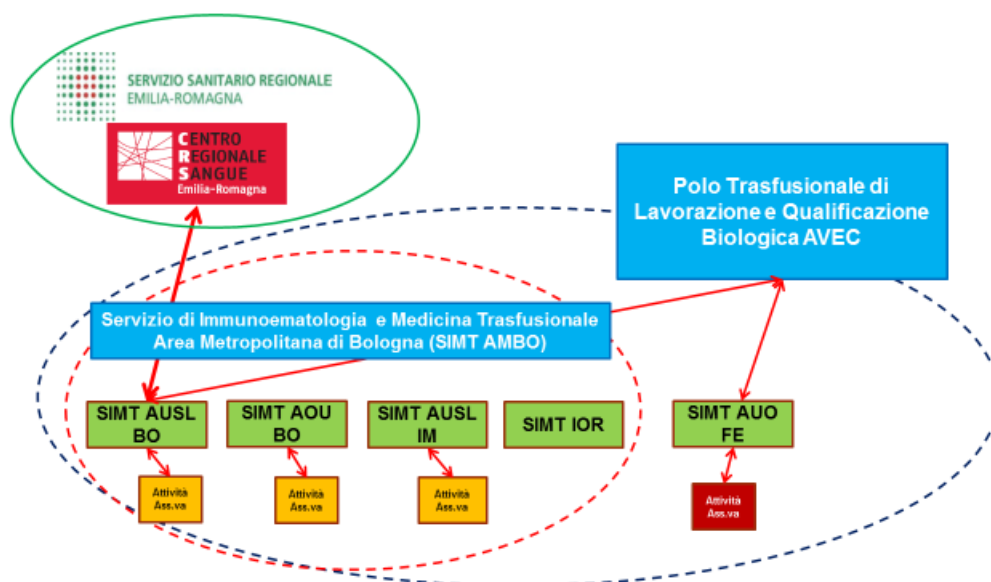 SERVIZIO SANITARIO REGIONALE
EMILIA-ROMAGNA
CENTRO
REGIONALE
SANGUE
Emilia-Romagna
Polo Trasfusionale di
Lavorazione e Qualificazione
Biologica AVEC
Servizio di Immunoematologia e Medicina Trasfusionale
Area Metropolitana di Bologna (SIMT AMBO)
SIMT AUSL
BO
SIMT AOU
BO
SIMT AUSL
IM
SIMT IOR
SIMT AUO
FE
Attività
Ass.va
Attività
Ass.va
Attività
Ass.va
Attività
Ass.va